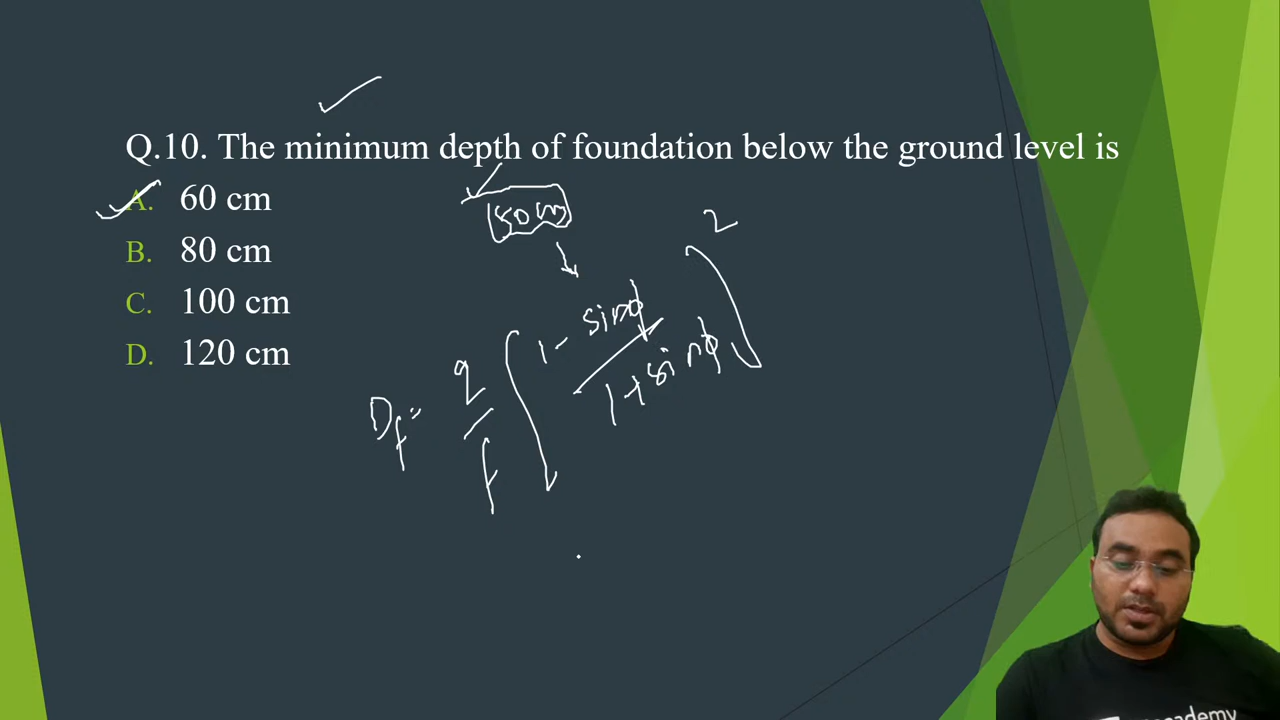 Q.10. The minimum depth of foundation below the ground level is
A. 60 cm
50 cm
B. 80 cm
C. 100 cm
D. 120 cm
2
1 - sinφ
1 + sinφ
Df =
q
academy